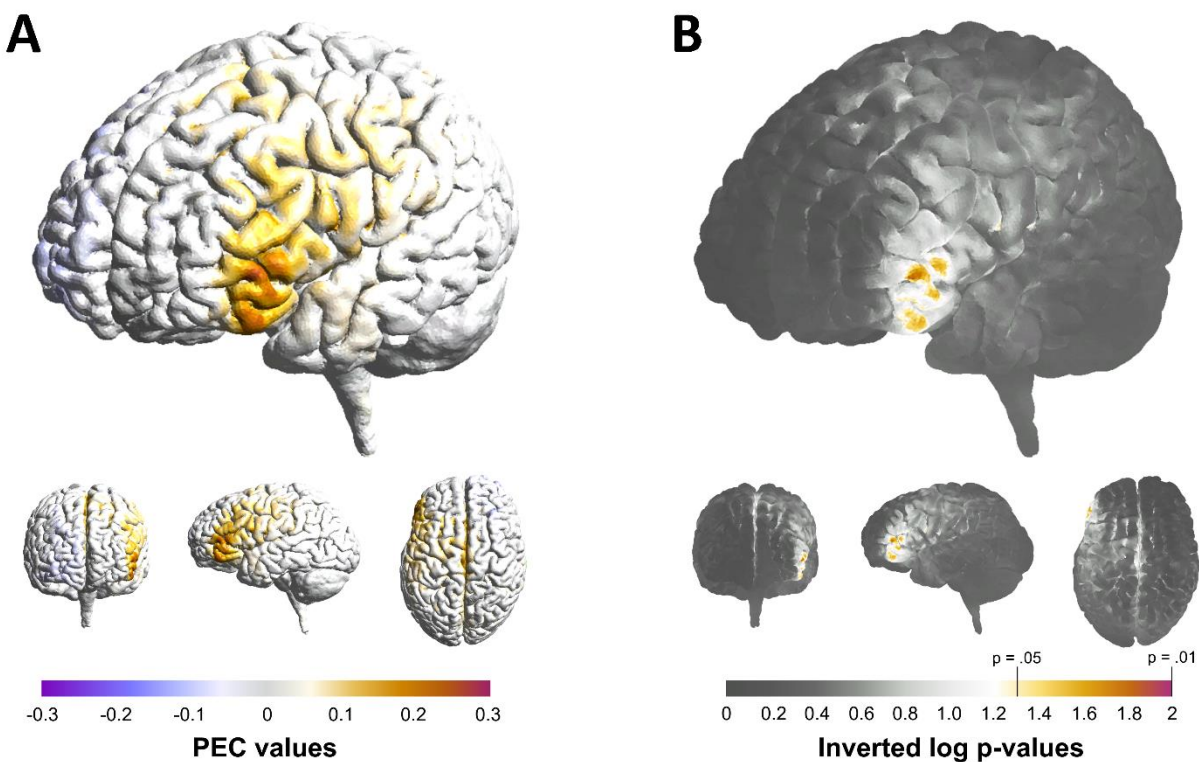 A
B
p = .05
p = .01
-0.3 -0.2 -0.1 0 0.1 0.2 0.3
0 0.2 0.4 0.6 0.8 1.0 1.2 1.4 1.6 1.8 2
PEC values
Inverted log p-values